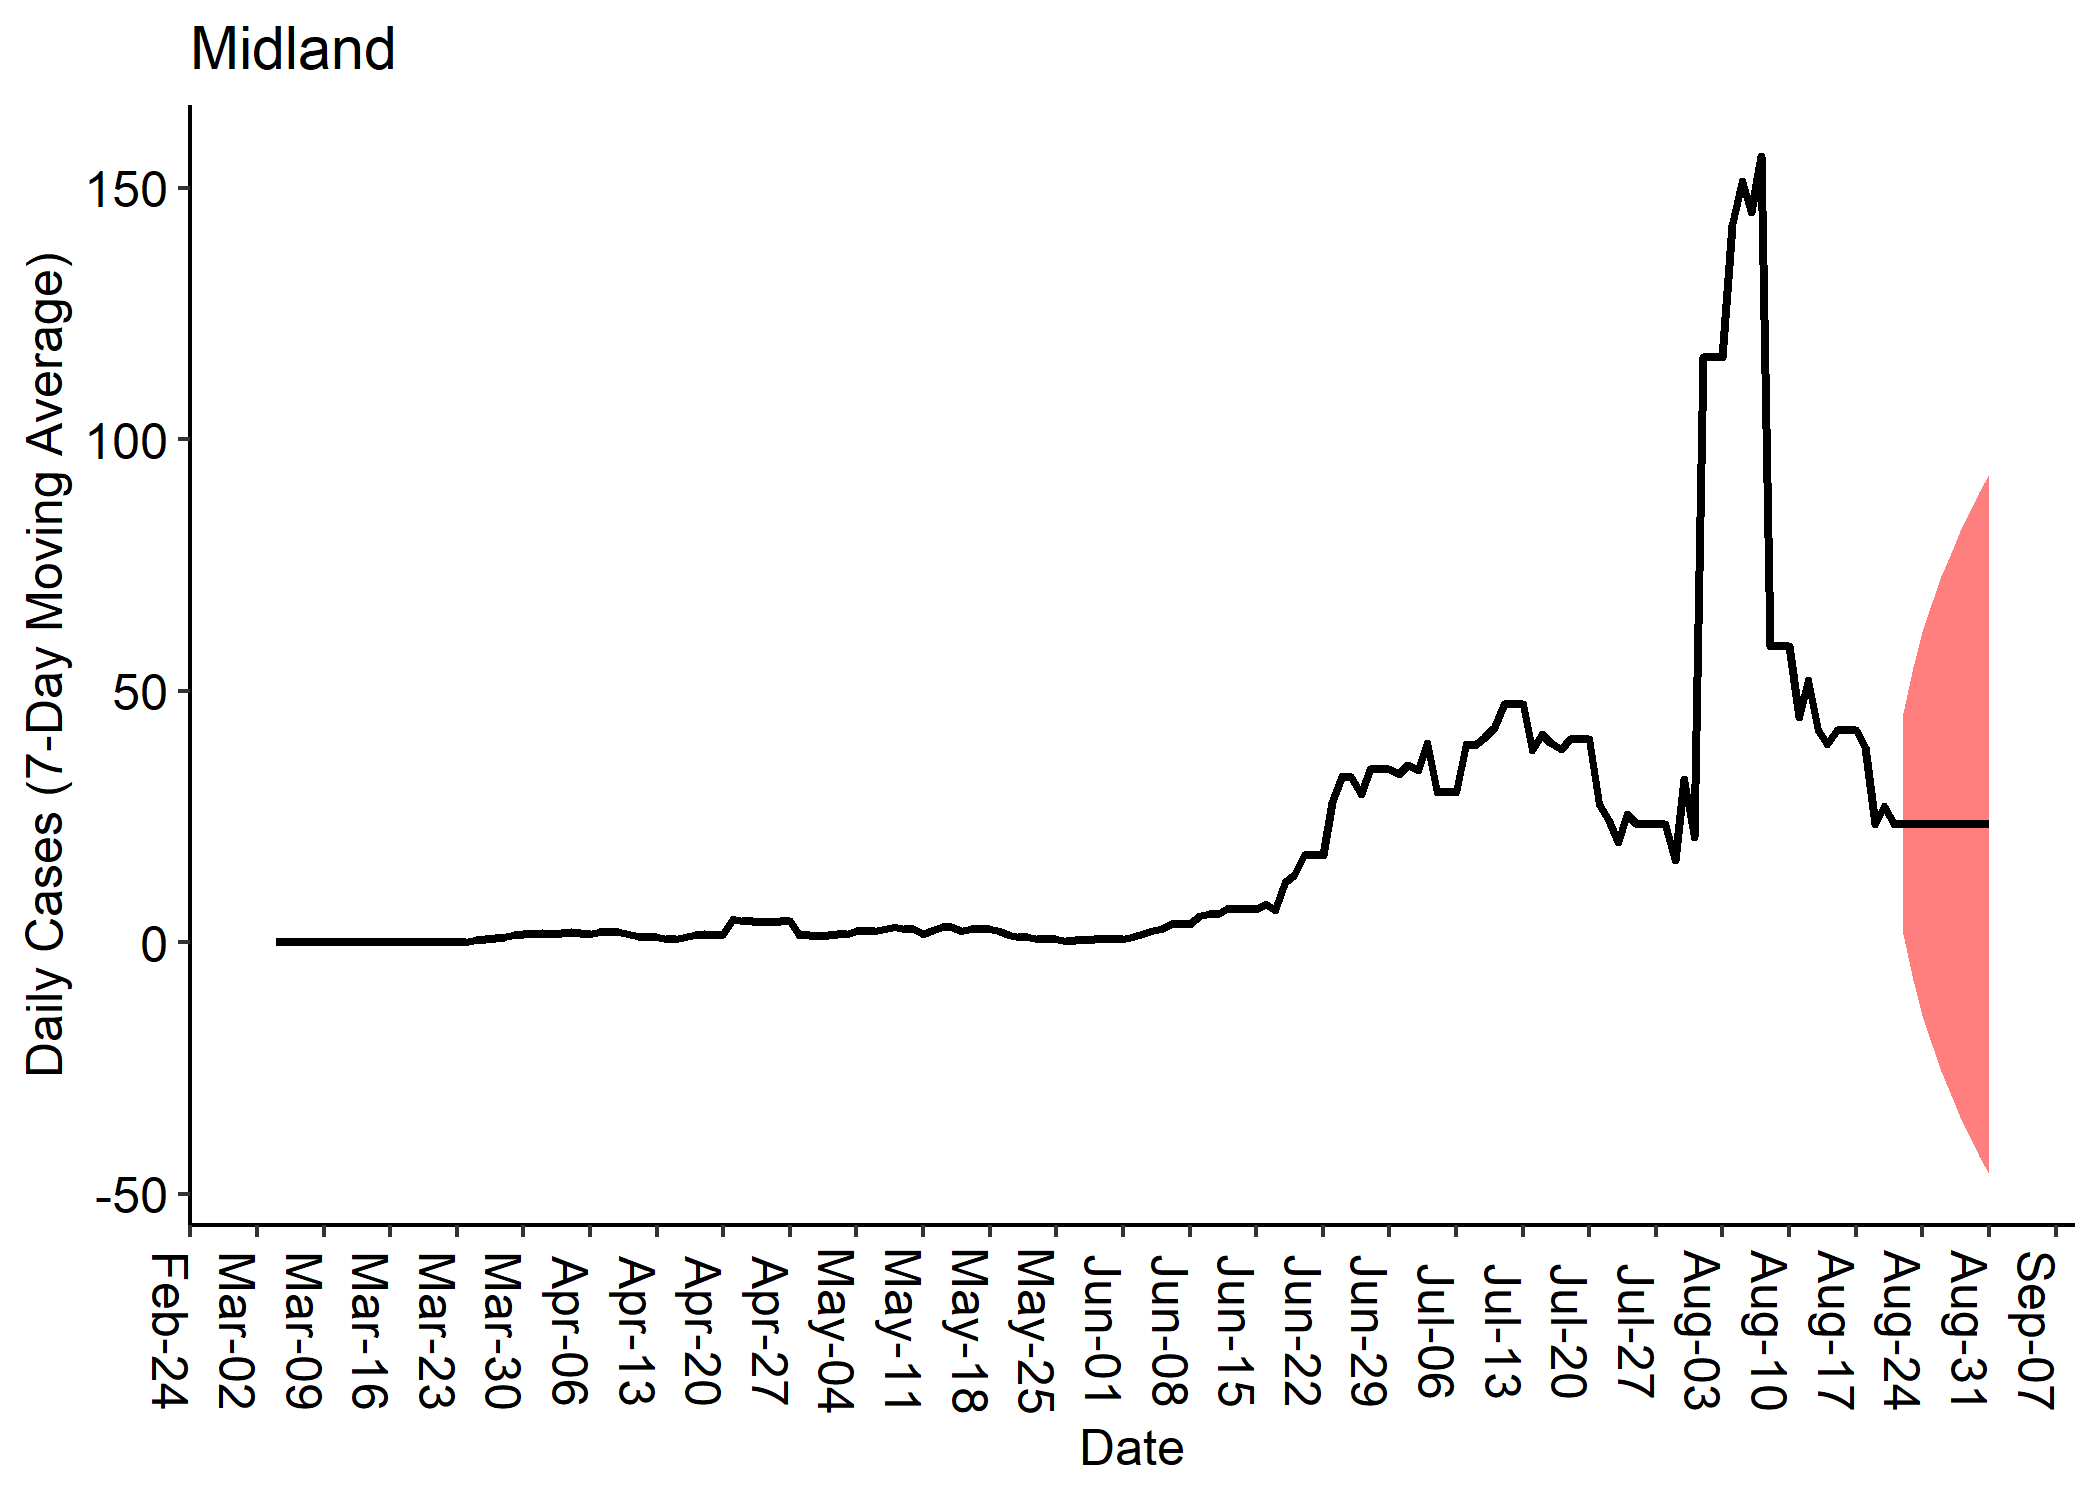 Midland
Daily Cases (7-Day Moving Average)
150
100
50
0
-50
Feb-24
Mar-02
Mar-09
Mar-16
Mar-23
Mar-30
Apr-06
Apr-13
Apr-20
Apr-27
May-04
May-11
May-18
May-25
Jun-01
Jun-08
Jun-15
Jun-22
Jun-29
Jul-06
Jul-13
Jul-20
Jul-27
Aug-03
Aug-10
Aug-17
Aug-24
Aug-31
Sep-07
Date